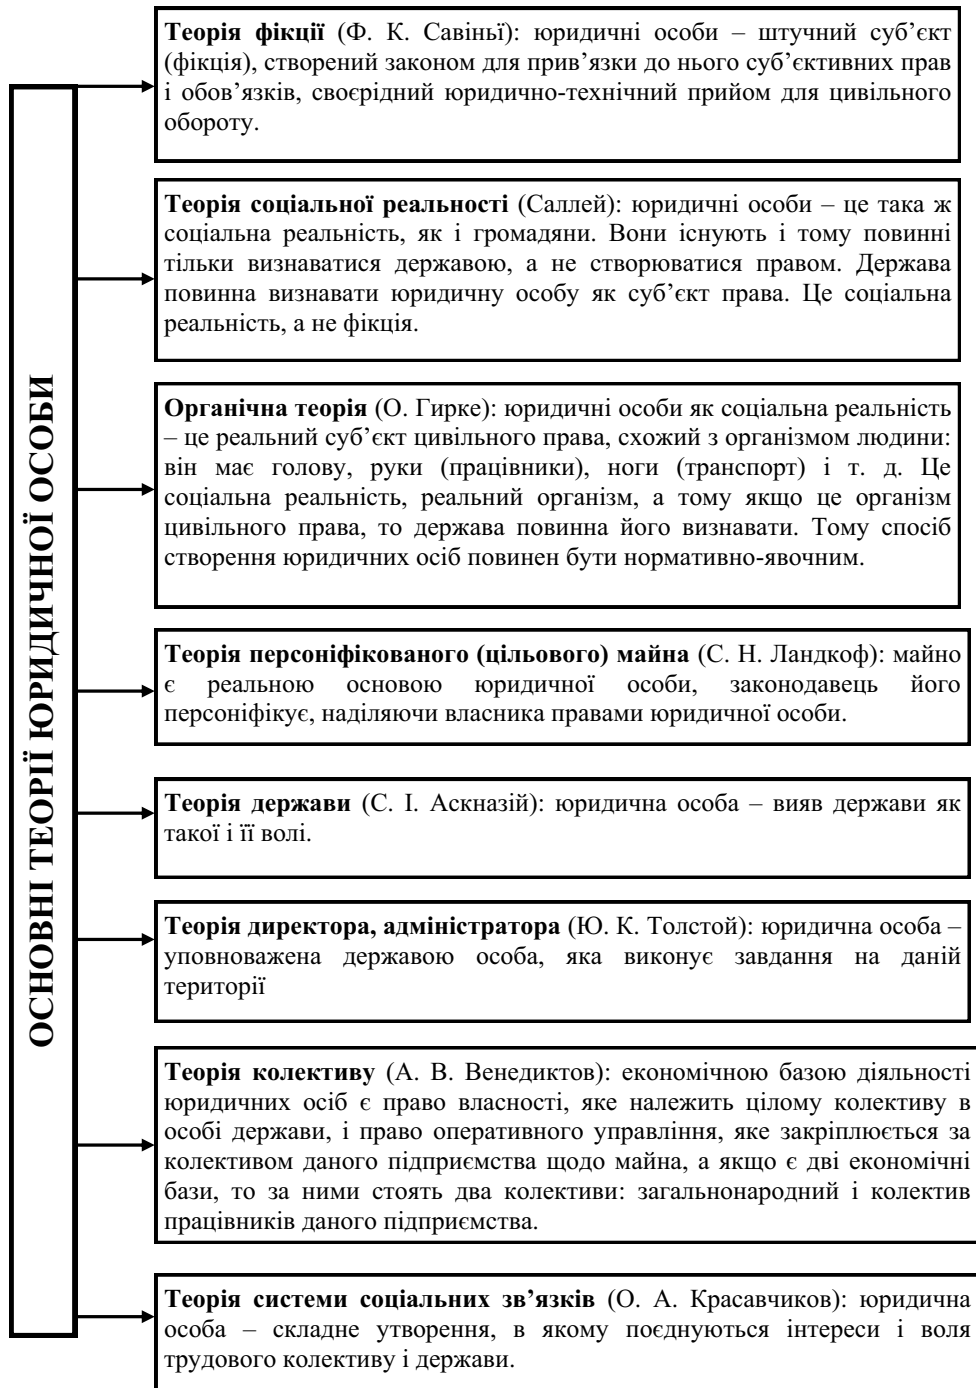 ОСНОВНІ ТЕОРІЇ ЮРИДИЧНОЇ ОСОБИ
Теорія фікції (Ф. К. Савіньї): юридичні особи – штучний суб’єкт
(фікція), створений законом для прив’язки до нього суб’єктивних прав
і обов’язків, своєрідний юридично-технічний прийом для цивільного
обороту.
Теорія соціальної реальності (Саллей): юридичні особи – це така ж
соціальна реальність, як і громадяни. Вони існують і тому повинні
тільки визнаватися державою, а не створюватися правом. Держава
повинна визнавати юридичну особу як суб’єкт права. Це соціальна
реальність, а не фікція.
Органічна теорія (О. Гирке): юридичні особи як соціальна реальність
– це реальний суб’єкт цивільного права, схожий з організмом людини:
він має голову, руки (працівники), ноги (транспорт) і т. д. Це
соціальна реальність, реальний організм, а тому якщо це організм
цивільного права, то держава повинна його визнавати. Тому спосіб
створення юридичних осіб повинен бути нормативно-явочним.
Теорія персоніфікованого (цільового) майна (С. Н. Ландкоф): майно
є реальною основою юридичної особи, законодавець його
персоніфікує, наділяючи власника правами юридичної особи.
Теорія держави (С. І. Аскназій): юридична особа – вияв держави як
такої і її волі.
Теорія директора, адміністратора (Ю. К. Толстой): юридична особа –
уповноважена державою особа, яка виконує завдання на даній
території
Теорія колективу (А. В. Венедиктов): економічною базою діяльності
юридичних осіб є право власності, яке належить цілому колективу в
особі держави, і право оперативного управління, яке закріплюється за
колективом даного підприємства щодо майна, а якщо є дві економічні
бази, то за ними стоять два колективи: загальнонародний і колектив
працівників даного підприємства.
Теорія системи соціальних зв’язків (О. А. Красавчиков): юридична
особа – складне утворення, в якому поєднуються інтереси і воля
трудового колективу і держави.